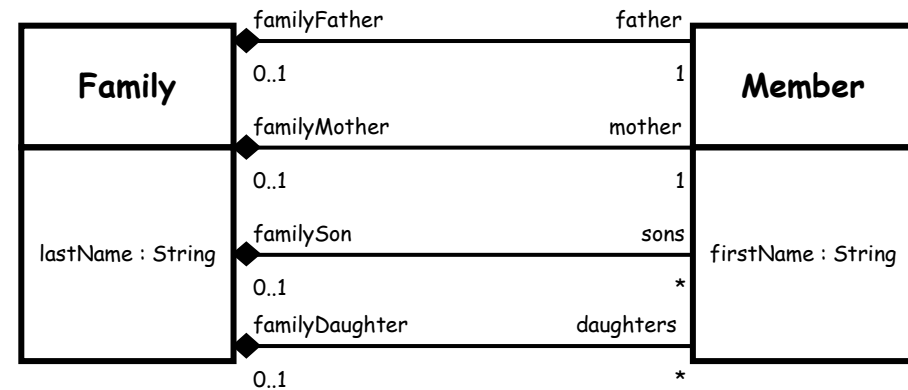 familyFather father
Family
0..1 1
Member
familyMother mother
0..1 1
lastName : String
familySon sons
firstName : String
0..1 *
familyDaughter daughters
0..1 *